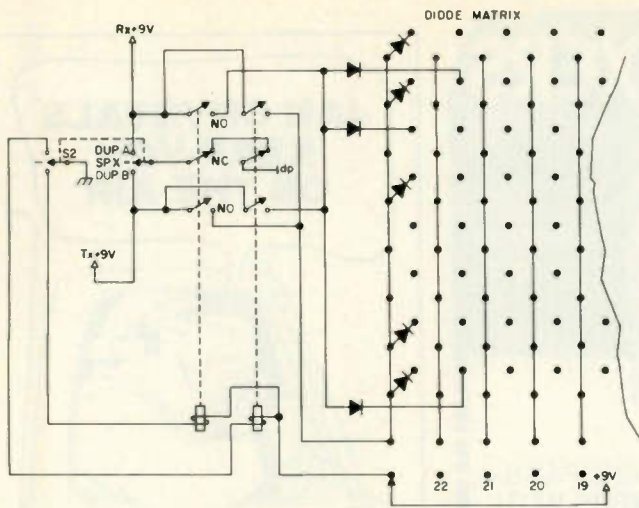 DIODE MATRIX
Rx+9V
NO
DUP A
S2
SPX
NC
dp
DUP B
NO
Tx+9V
22
21
20
19
+9V